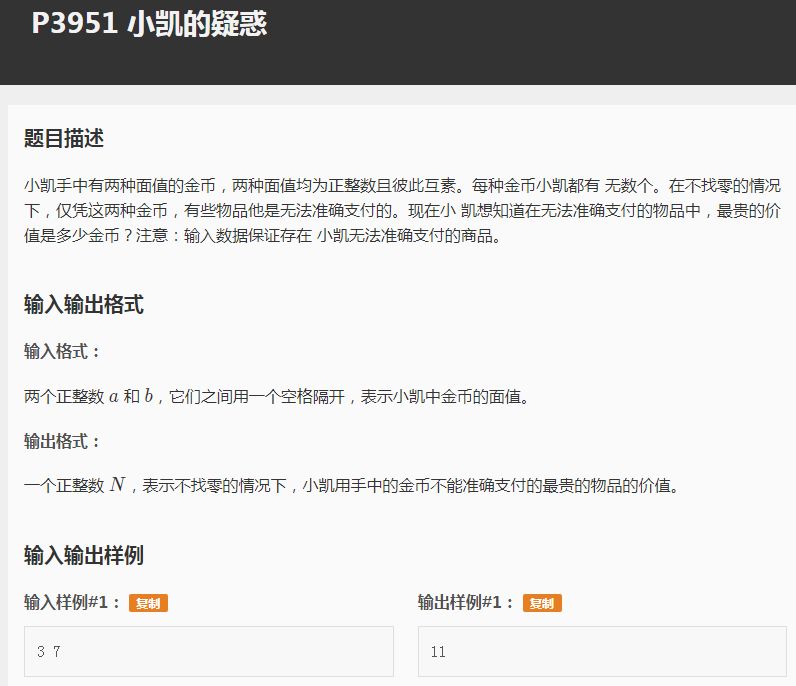 P3951 小凯的疑惑
题目描述
小凯手中有两种面值的金币，两种面值均为正整数且彼此互素。每种金币小凯都有 无数个。在不找零的情况
下，仅凭这两种金币，有些物品他是无法准确支付的。现在小 凯想知道在无法准确支付的物品中，最贵的价
值是多少金币？注意：输入数据保证存在 小凯无法准确支付的商品。
输入输出格式
输入格式：
两个正整数 a 和 b，它们之间用一个空格隔开，表示小凯中金币的面值。
输出格式：
一个正整数 N，表示不找零的情况下，小凯用手中的金币不能准确支付的最贵的物品的价值。
输入输出样例
输入样例#1： 复制
输出样例#1： 复制
3 7
11